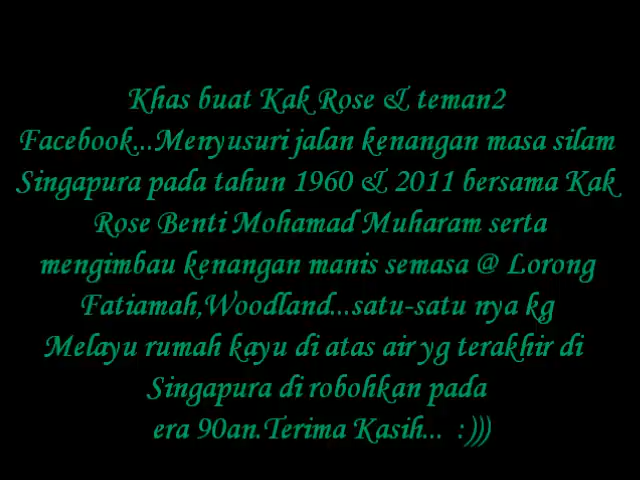 Khas buat Kak Rose & teman2
Facebook...Menyusuri jalan kenangan masa silam
Singapura pada tahun 1960 & 2011 bersama Kak
Rose Benti Mohamad Muharam serta
mengimbau kenangan manis semasa @ Lorong
Fatiamah,Woodland...satu-satu nya kg
Melayu rumah kayu di atas air yg terakhir di
Singapura di robohkan pada
era 90an.Terima Kasih... :)))